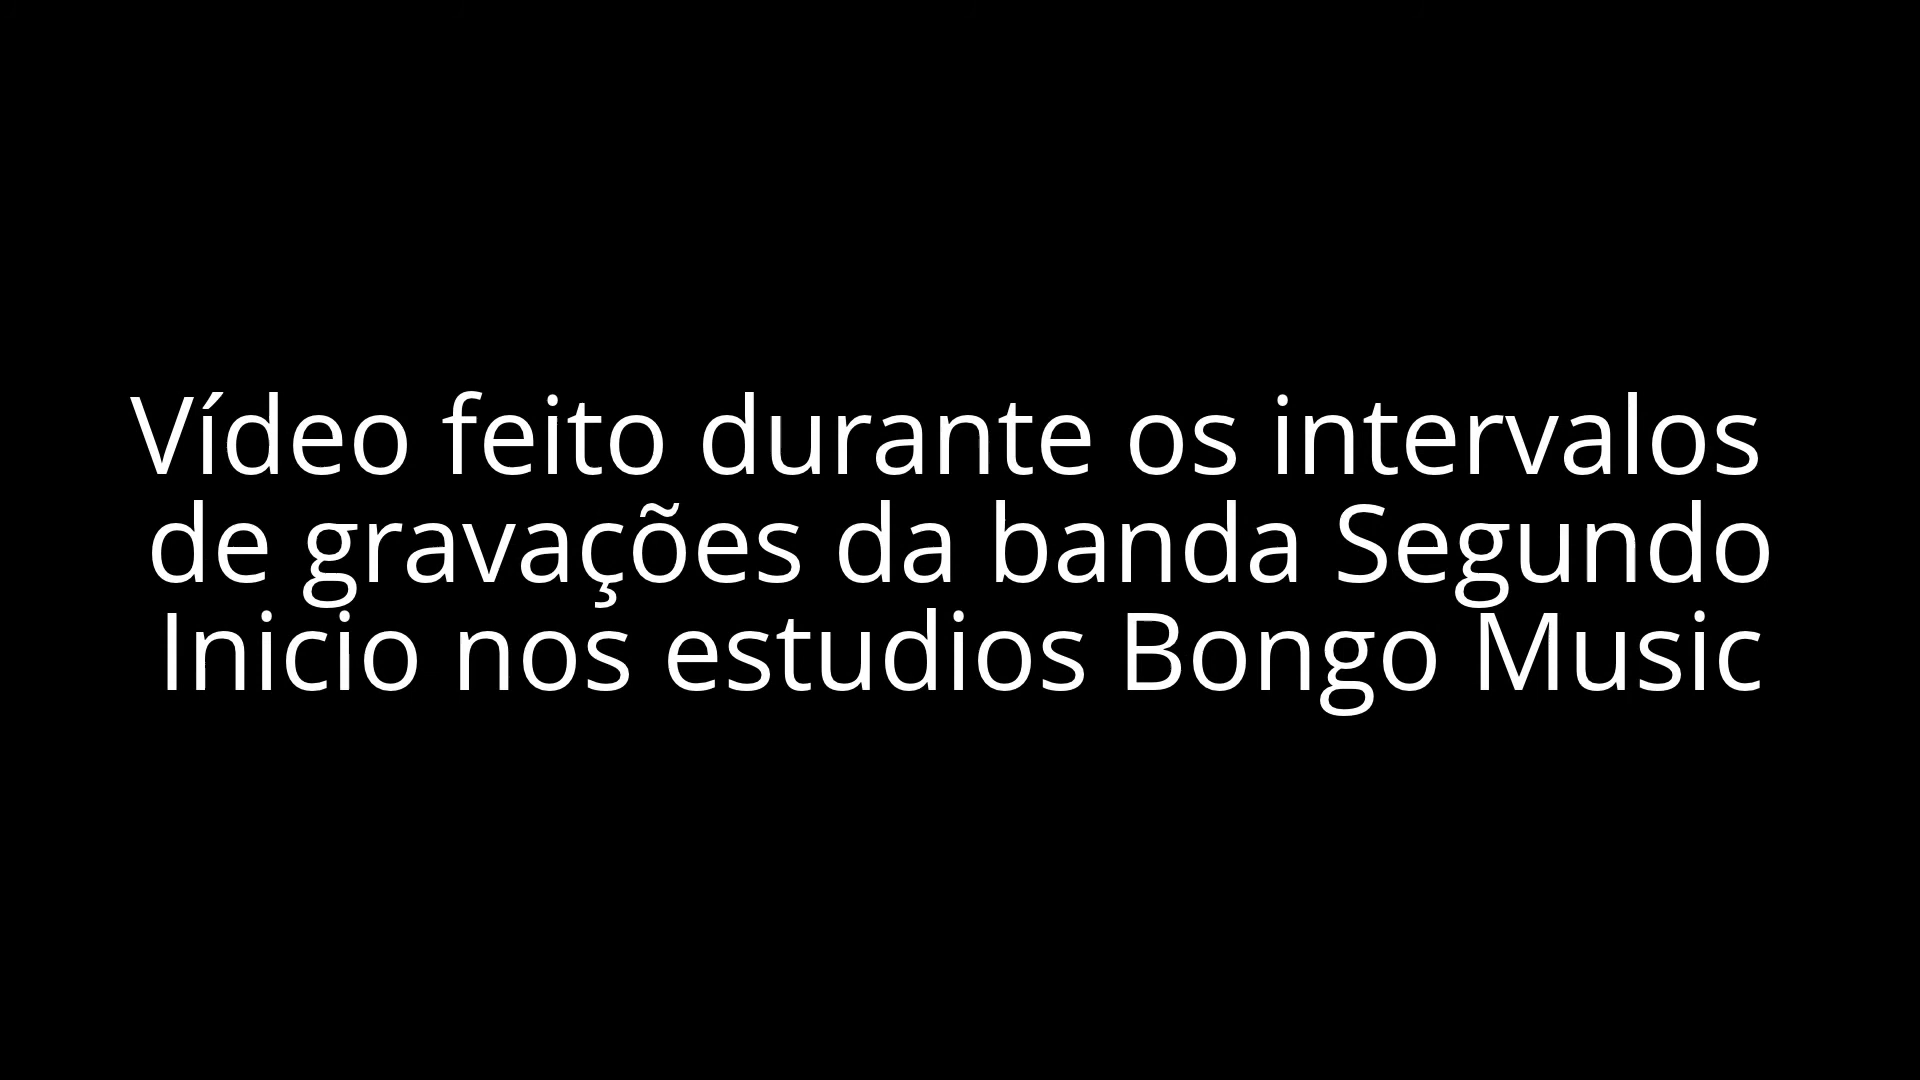 Vídeo feito durante os intervalos
de gravações da banda Segundo
Inicio nos estudios Bongo Music